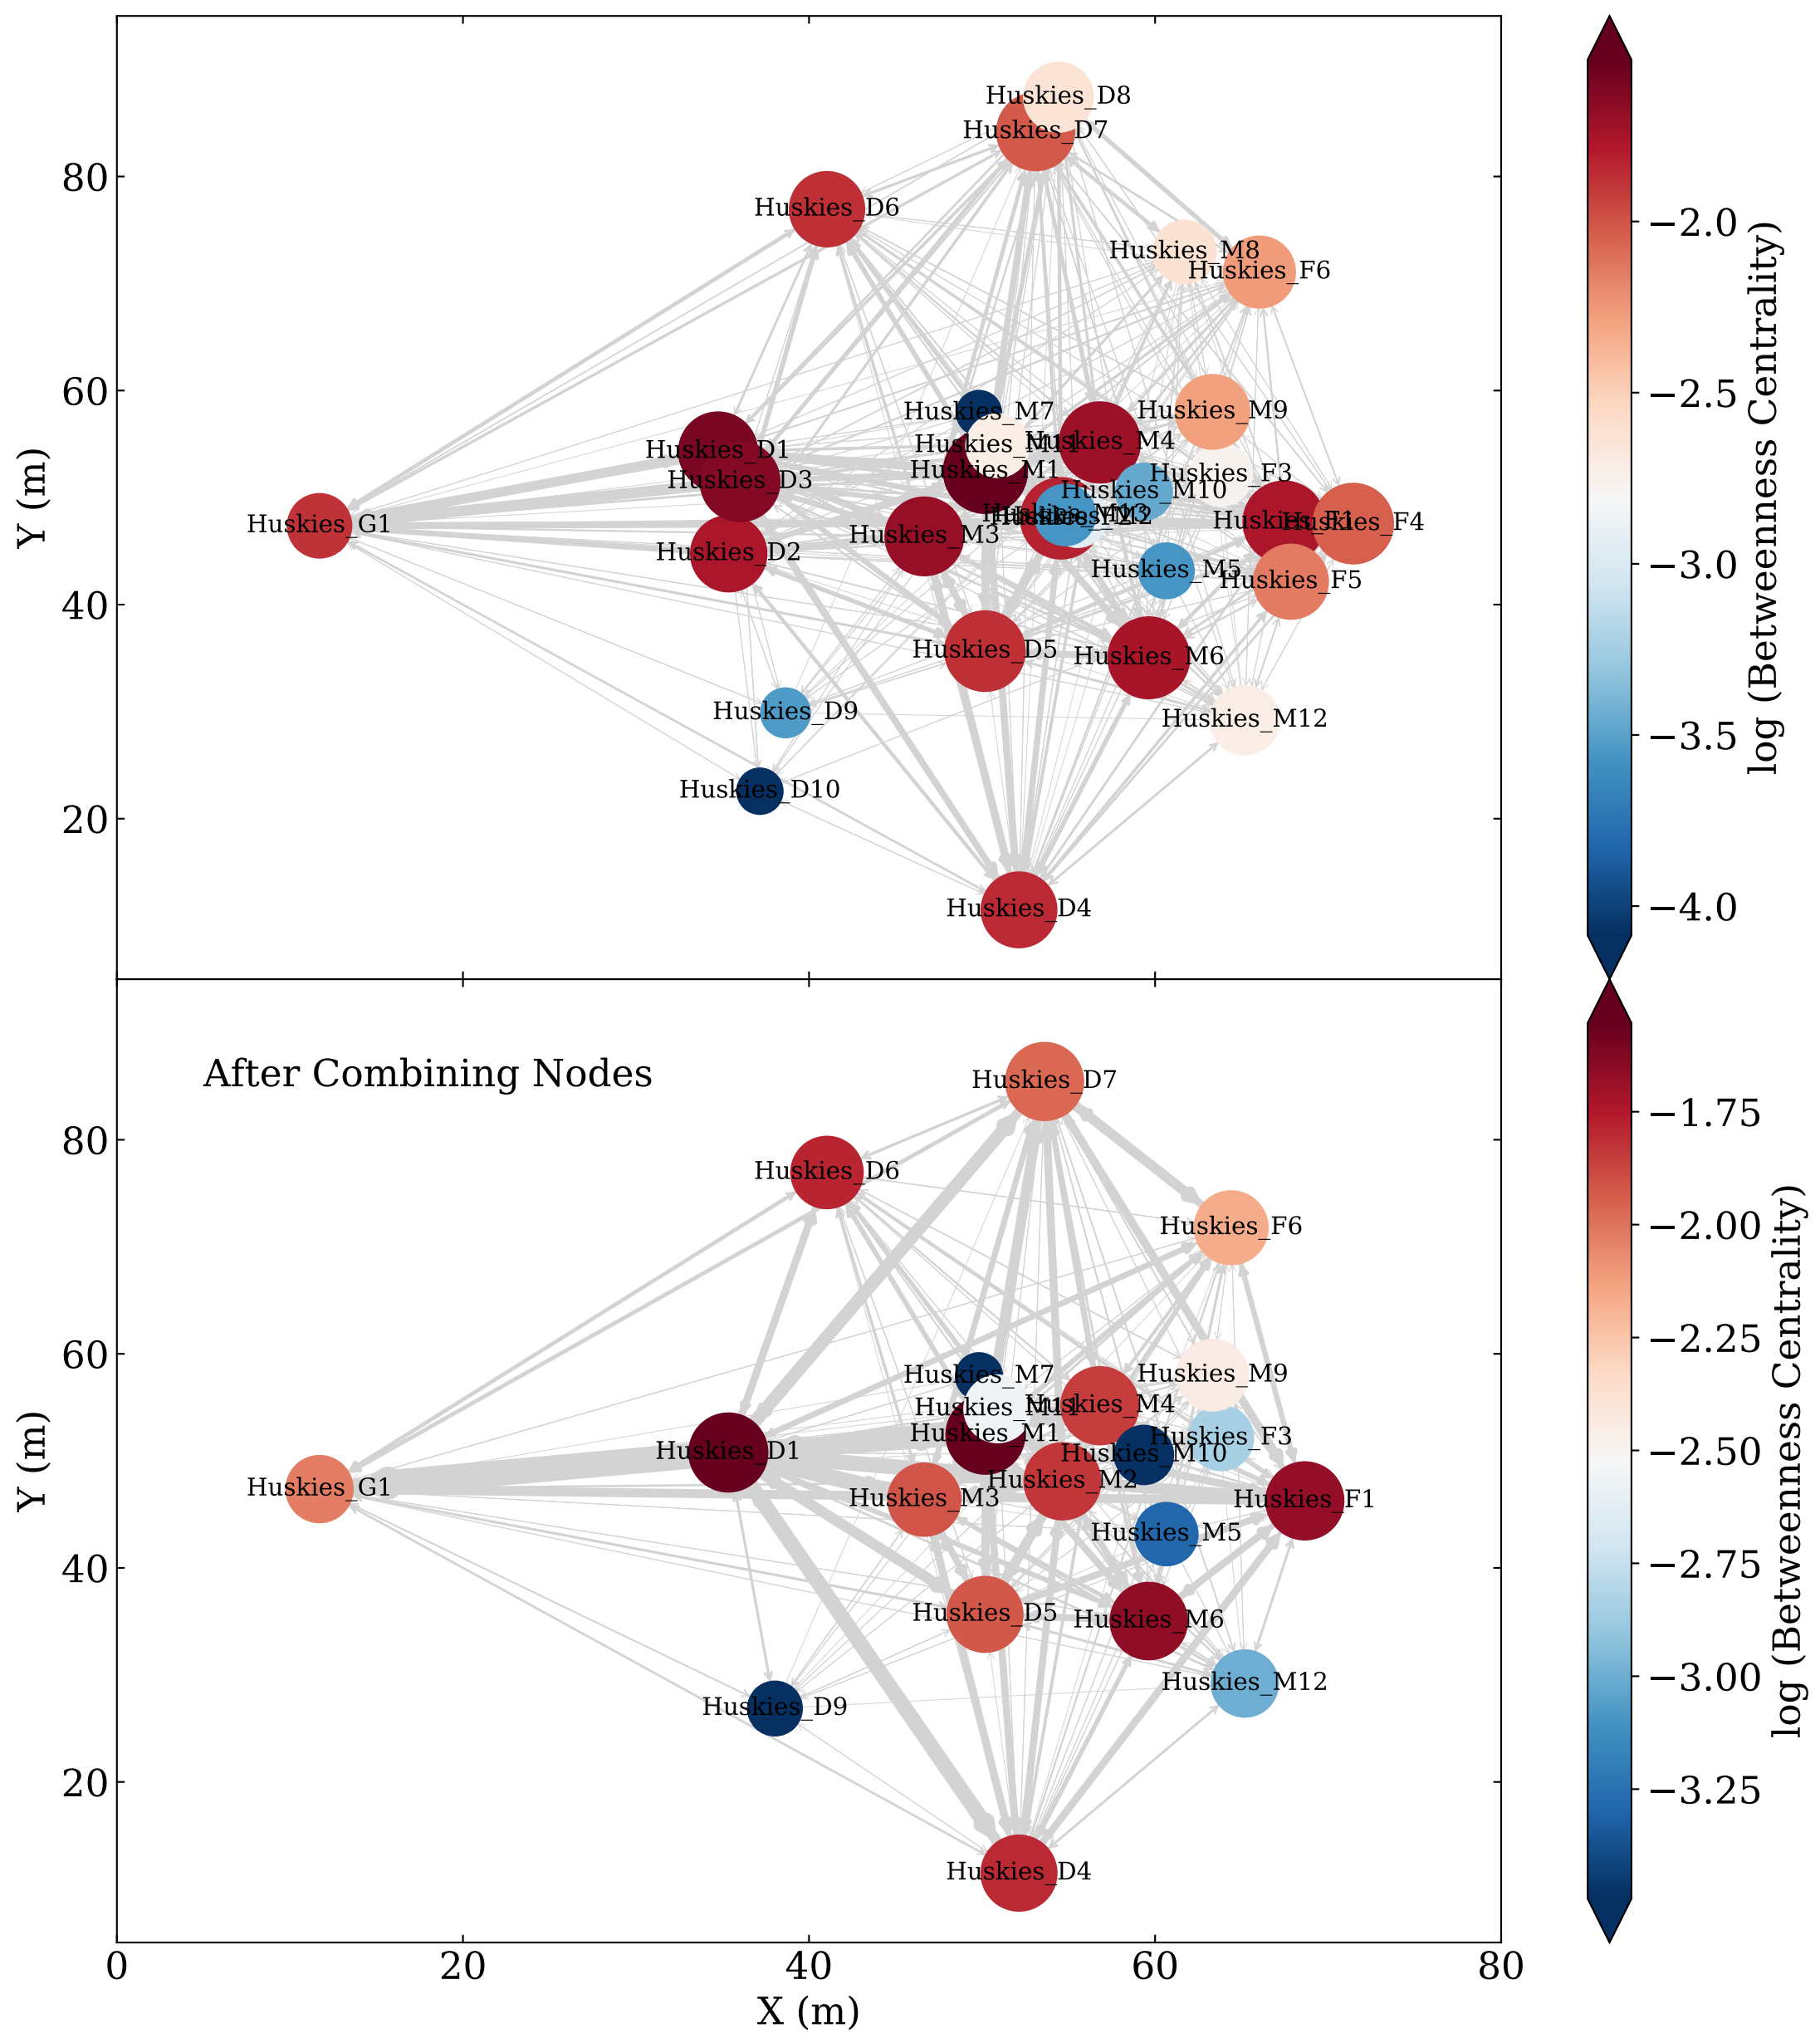 Huskies_D8
Huskies_D7
Huskies_D6
Huskies_M8
Huskies_F6
Huskies_M7
Huskies_M9
Huskies_M11
Huskies_M4
Huskies_D1
Huskies_M1
Huskies_F3
Huskies_D3
Huskies_M10
Huskies_G1
Huskies_M3
Huskies_F1
Huskies_F4
Huskies_D2
Huskies_M5
Huskies_F5
Huskies_D5
Huskies_M6
Huskies_D9
Huskies_M12
Huskies_D10
Huskies_D4
80
60
40
20
Y (m)
−2.0
−2.5
−3.0
−3.5
−4.0
log (Betweenness Centrality)
After Combining Nodes
Huskies_D7
Huskies_D6
Huskies_F6
Huskies_M7
Huskies_M9
Huskies_M11
Huskies_M4
Huskies_M1
Huskies_F3
Huskies_D1
Huskies_M10
Huskies_G1
Huskies_M2
Huskies_M3
Huskies_F1
Huskies_M5
Huskies_D5
Huskies_M6
Huskies_M12
Huskies_D9
Huskies_D4
80
60
40
20
Y (m)
0
20
40
60
80
X (m)
−1.75
−2.00
−2.25
−2.50
−2.75
−3.00
−3.25
log (Betweenness Centrality)